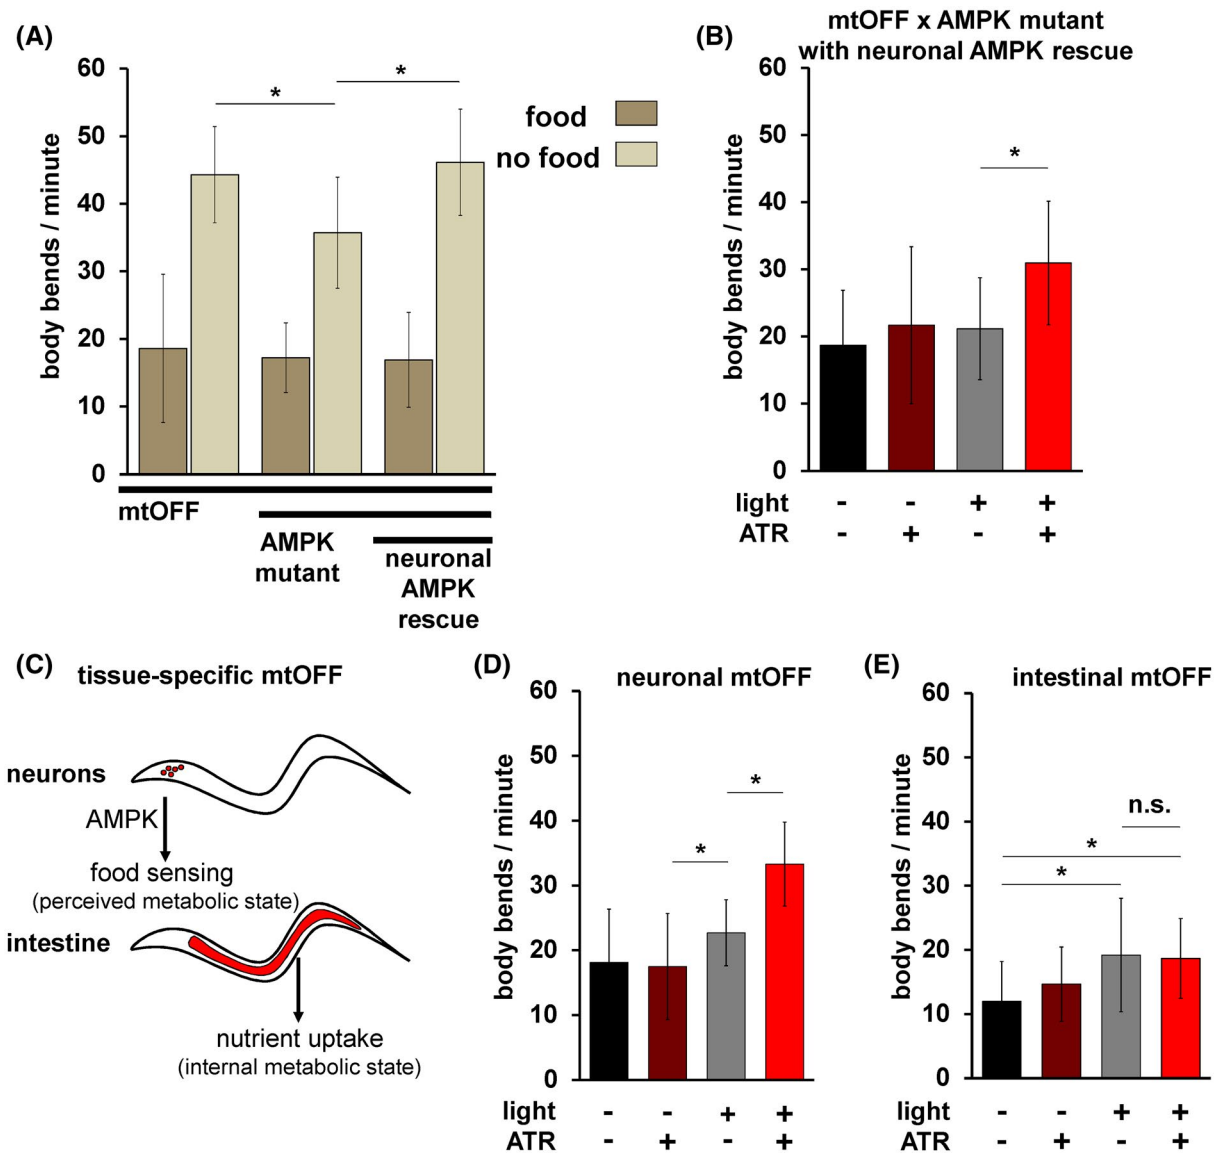 (A)
60
50
40
30
20
10
0
body bends / minute
*
*
food
no food
mtOFF
AMPK
mutant
neuronal
AMPK
rescue
(B)
mtOFF x AMPK mutant
with neuronal AMPK rescue
60
50
40
30
20
10
0
body bends / minute
*
light - - + +
ATR - + - +
(C)
tissue-specific mtOFF
neurons
AMPK
food sensing
(perceived metabolic state)
intestine
nutrient uptake
(internal metabolic state)
(D)
neuronal mtOFF
60
50
40
30
20
10
0
body bends / minute
*
*
light - - + +
ATR - + - +
(E)
intestinal mtOFF
60
50
40
30
20
10
0
body bends / minute
n.s.
*
*
light - - + +
ATR - + - +